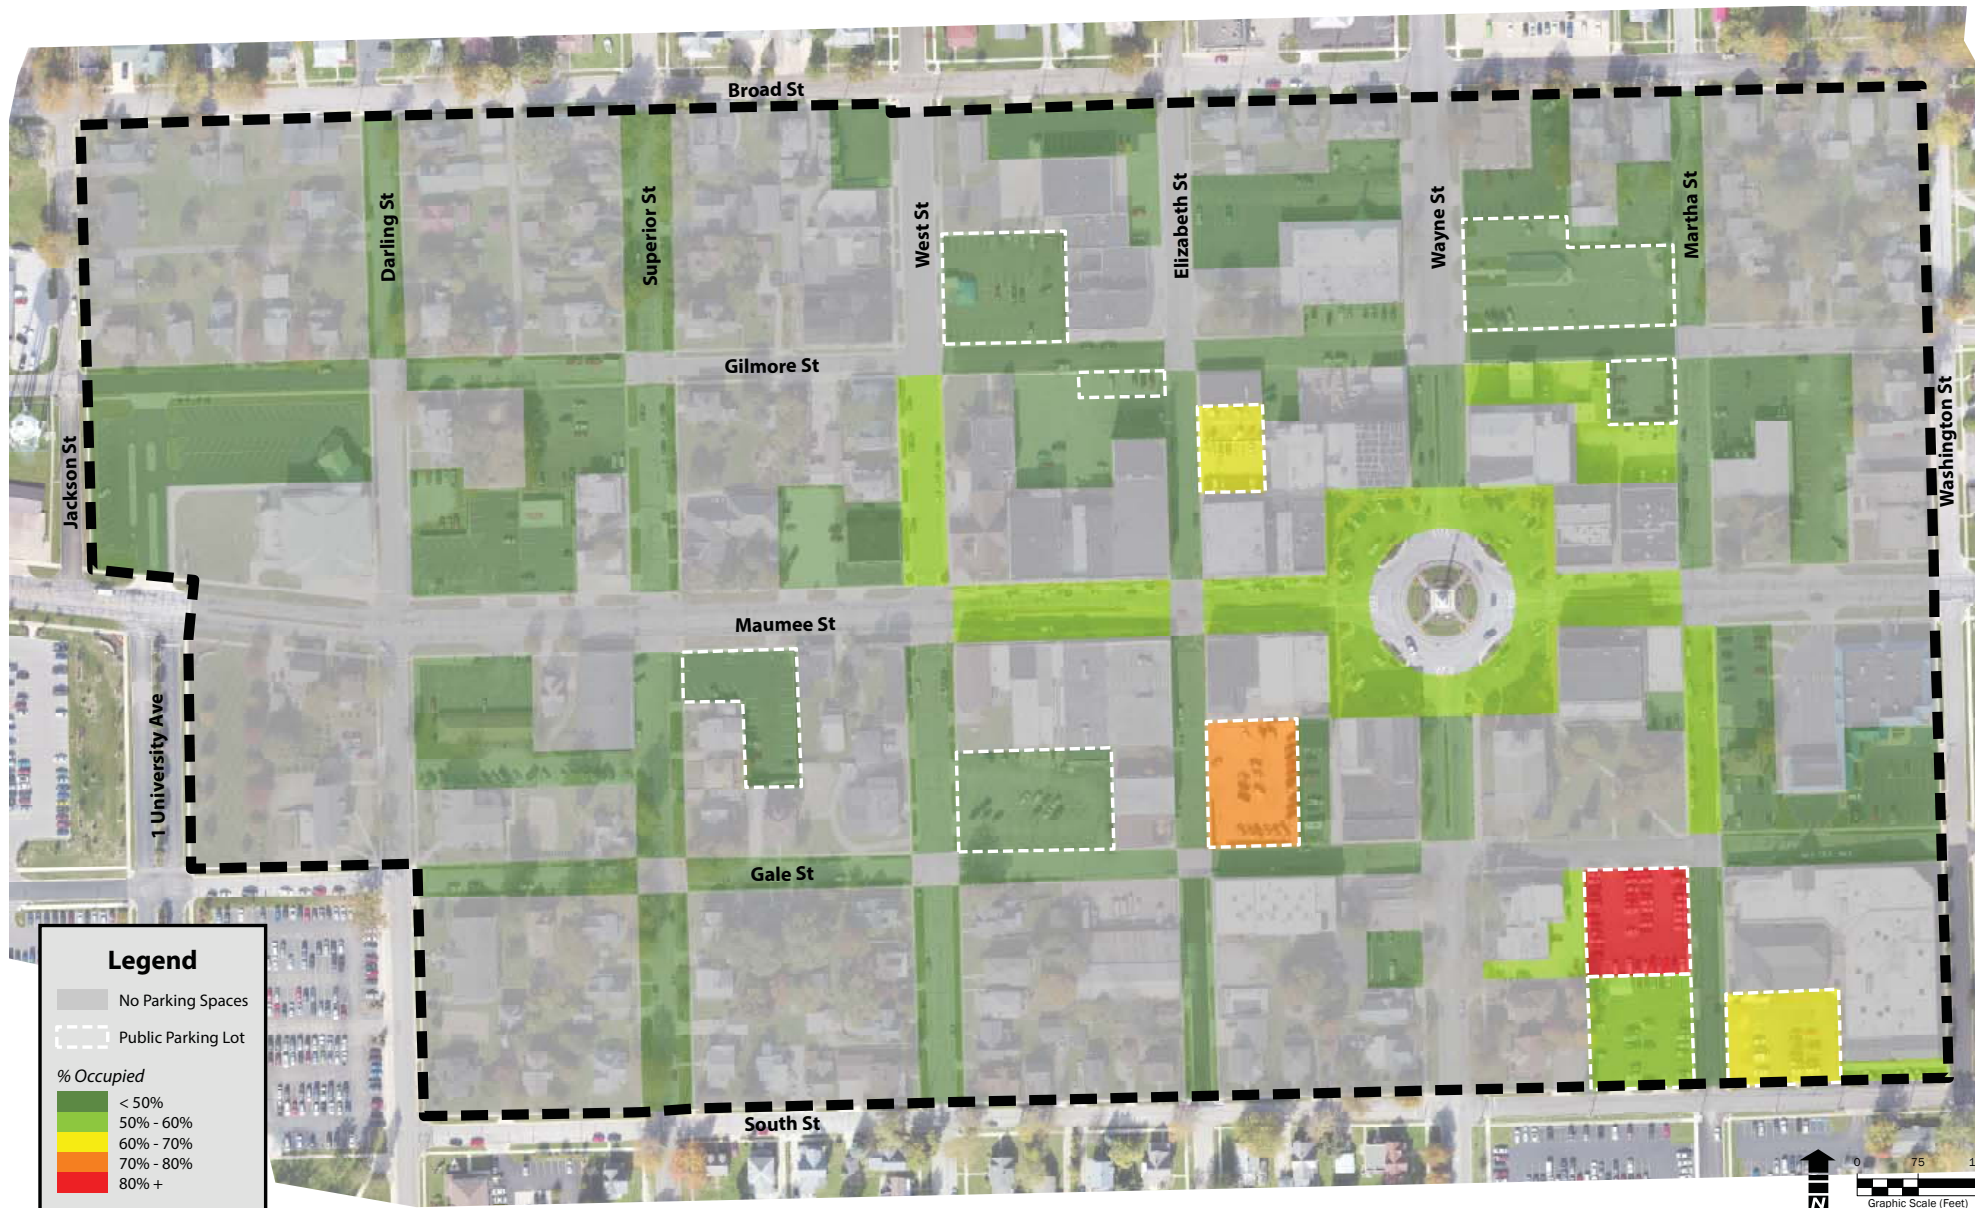 Broad St
Darling St
Superior St
West St
Elizabeth St
Wayne St
Martha St
Gilmore St
Jackson St
Washington St
Maumee St
1 University Ave
Gale St
South St
Legend
No Parking Spaces
Public Parking Lot
% Occupied
< 50%
50% - 60%
60% - 70%
70% - 80%
80% +
N
0 75 1
Graphic Scale (Feet)